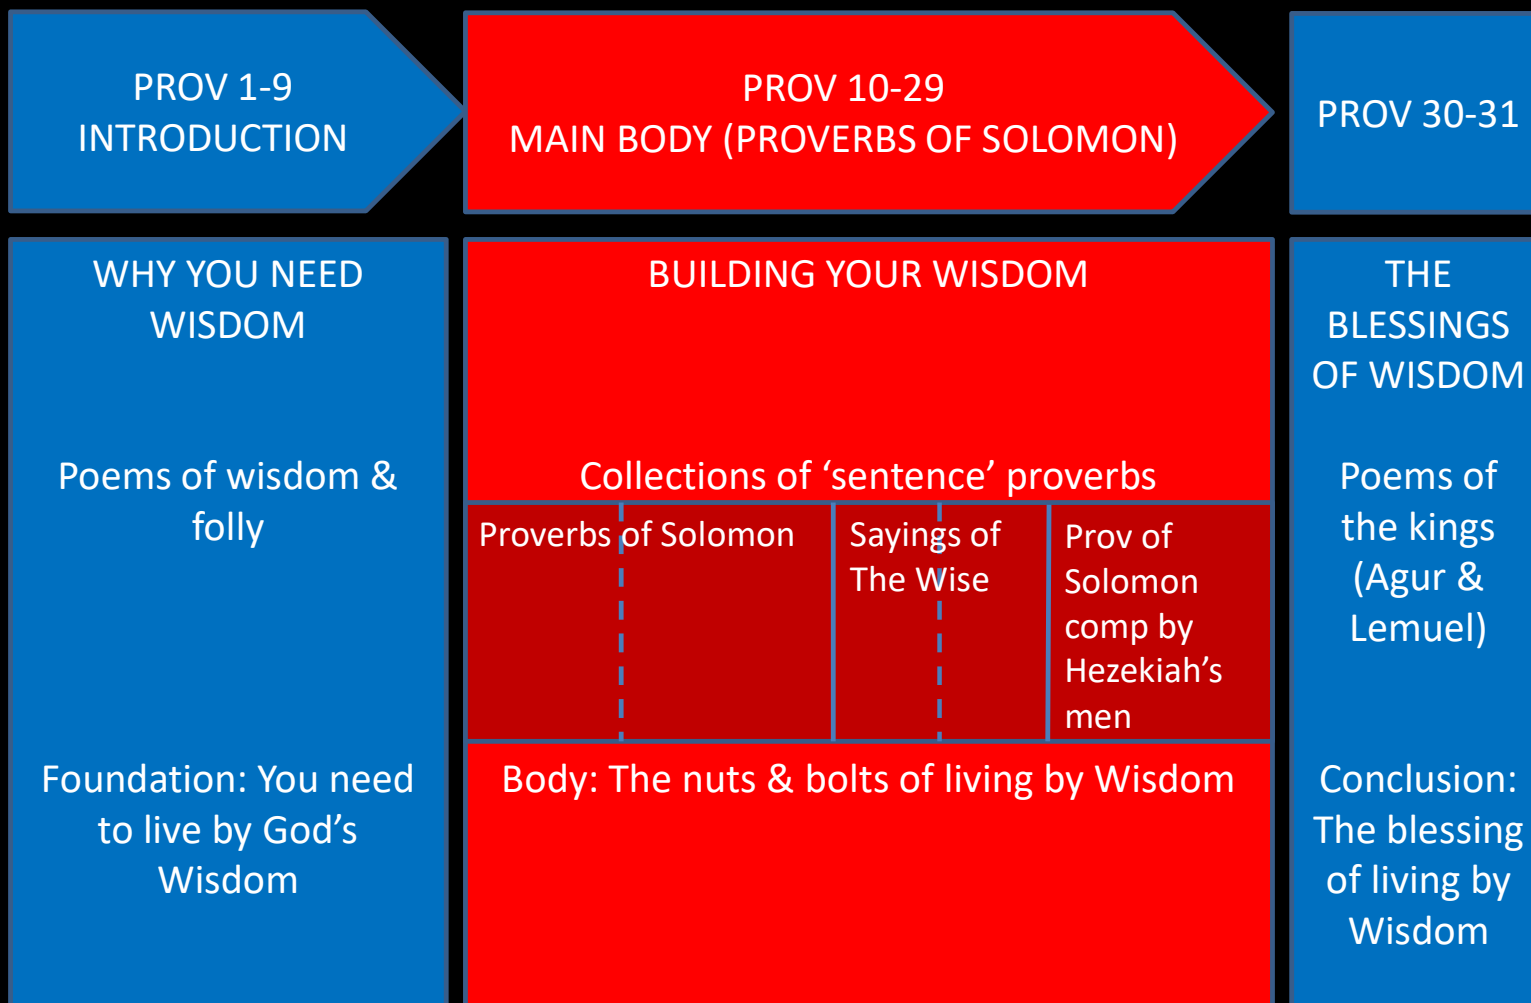 PROV 1-9
INTRODUCTION
PROV 10-29
MAIN BODY (PROVERBS OF SOLOMON)
PROV 30-31
WHY YOU NEED
WISDOM
Poems of wisdom &
folly
Foundation: You need
to live by God’s
Wisdom
BUILDING YOUR WISDOM
Collections of ‘sentence’ proverbs
Proverbs of Solomon
Sayings of
The Wise
Prov of
Solomon
comp by
Hezekiah’s
men
Body: The nuts & bolts of living by Wisdom
THE
BLESSINGS
OF WISDOM
Poems of
the kings
(Agur &
Lemuel)
Conclusion:
The blessing
of living by
Wisdom